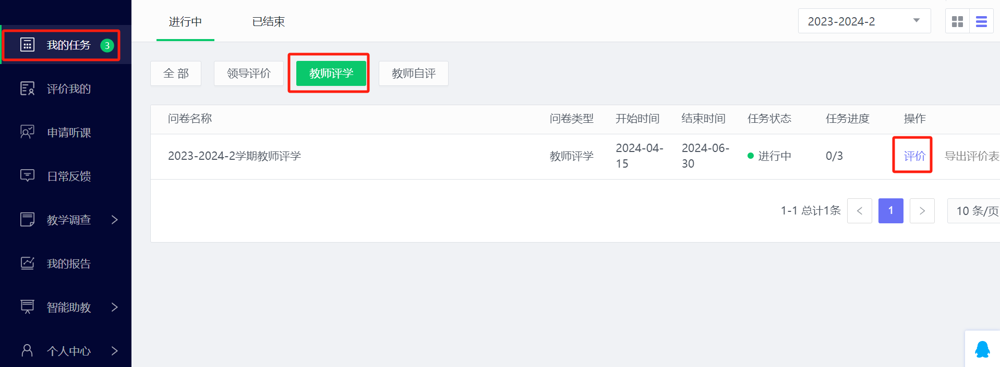 进行中
已结束
2023-2024-2
我的任务 3
评价我的
申请听课
日常反馈
教学调查
我的报告
智能助教
个人中心
全 部
领导评价
教师评学
教师自评
问卷名称 问卷类型 开始时间 结束时间 任务状态 任务进度 操作
2023-2024-2学期教师评学 教师评学 2024-04-15 2024-06-30 进行中 0/3 评价 导出评价表
1-1 总计1条 < 1 > 10 条/页